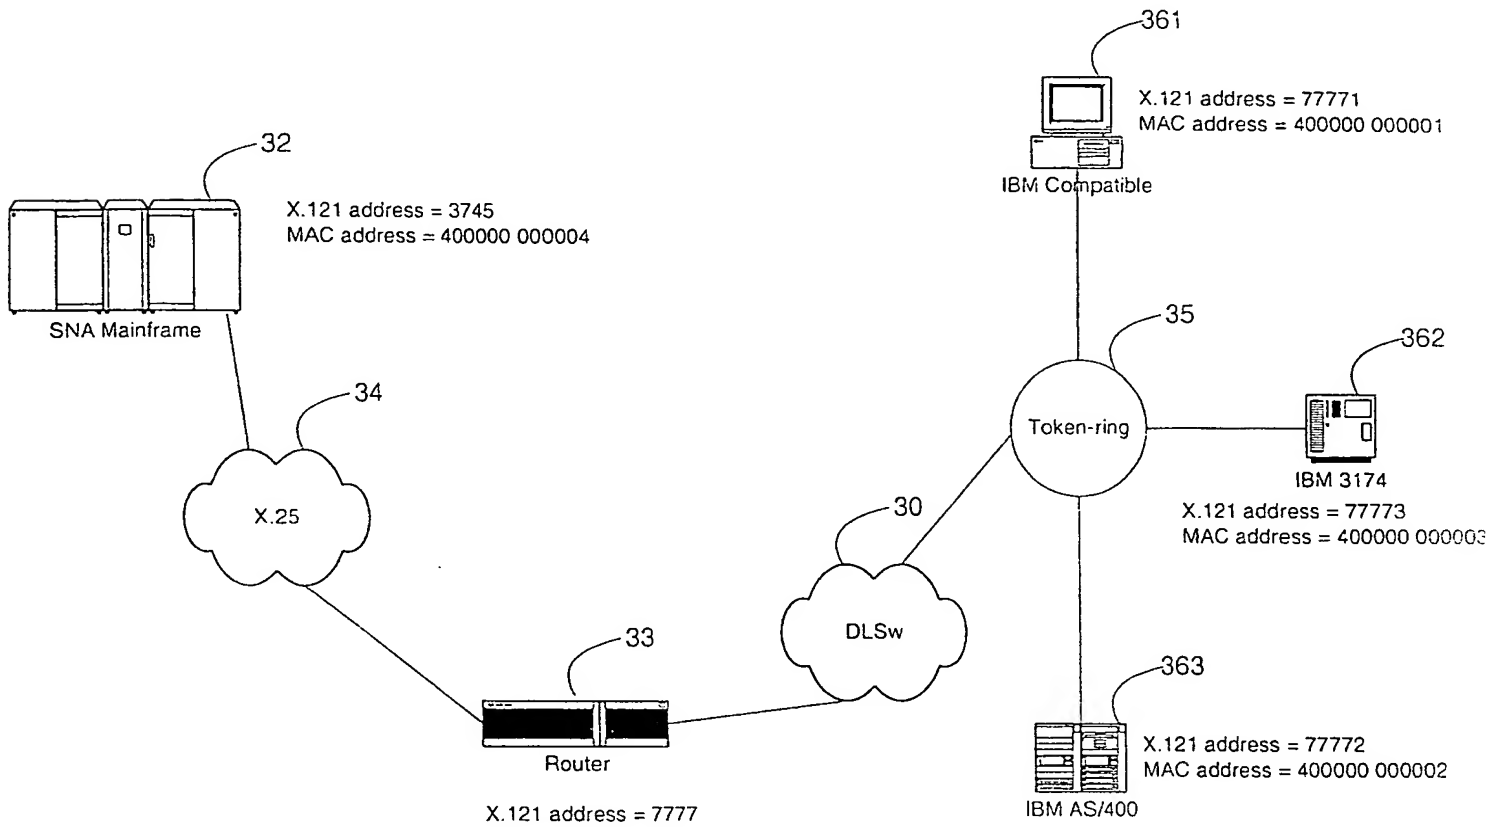 361
X.121 address = 77771
MAC address = 400000 000001
IBM Compatible
32
X.121 address = 3745
MAC address = 400000 000004
SNA Mainframe
35
362
Token-ring
IBM 3174
X.121 address = 77773
MAC address = 400000 000003
34
X.25
30
DLSw
33
Router
X.121 address = 7777
363
X.121 address = 77772
MAC address = 400000 000002
IBM AS/400